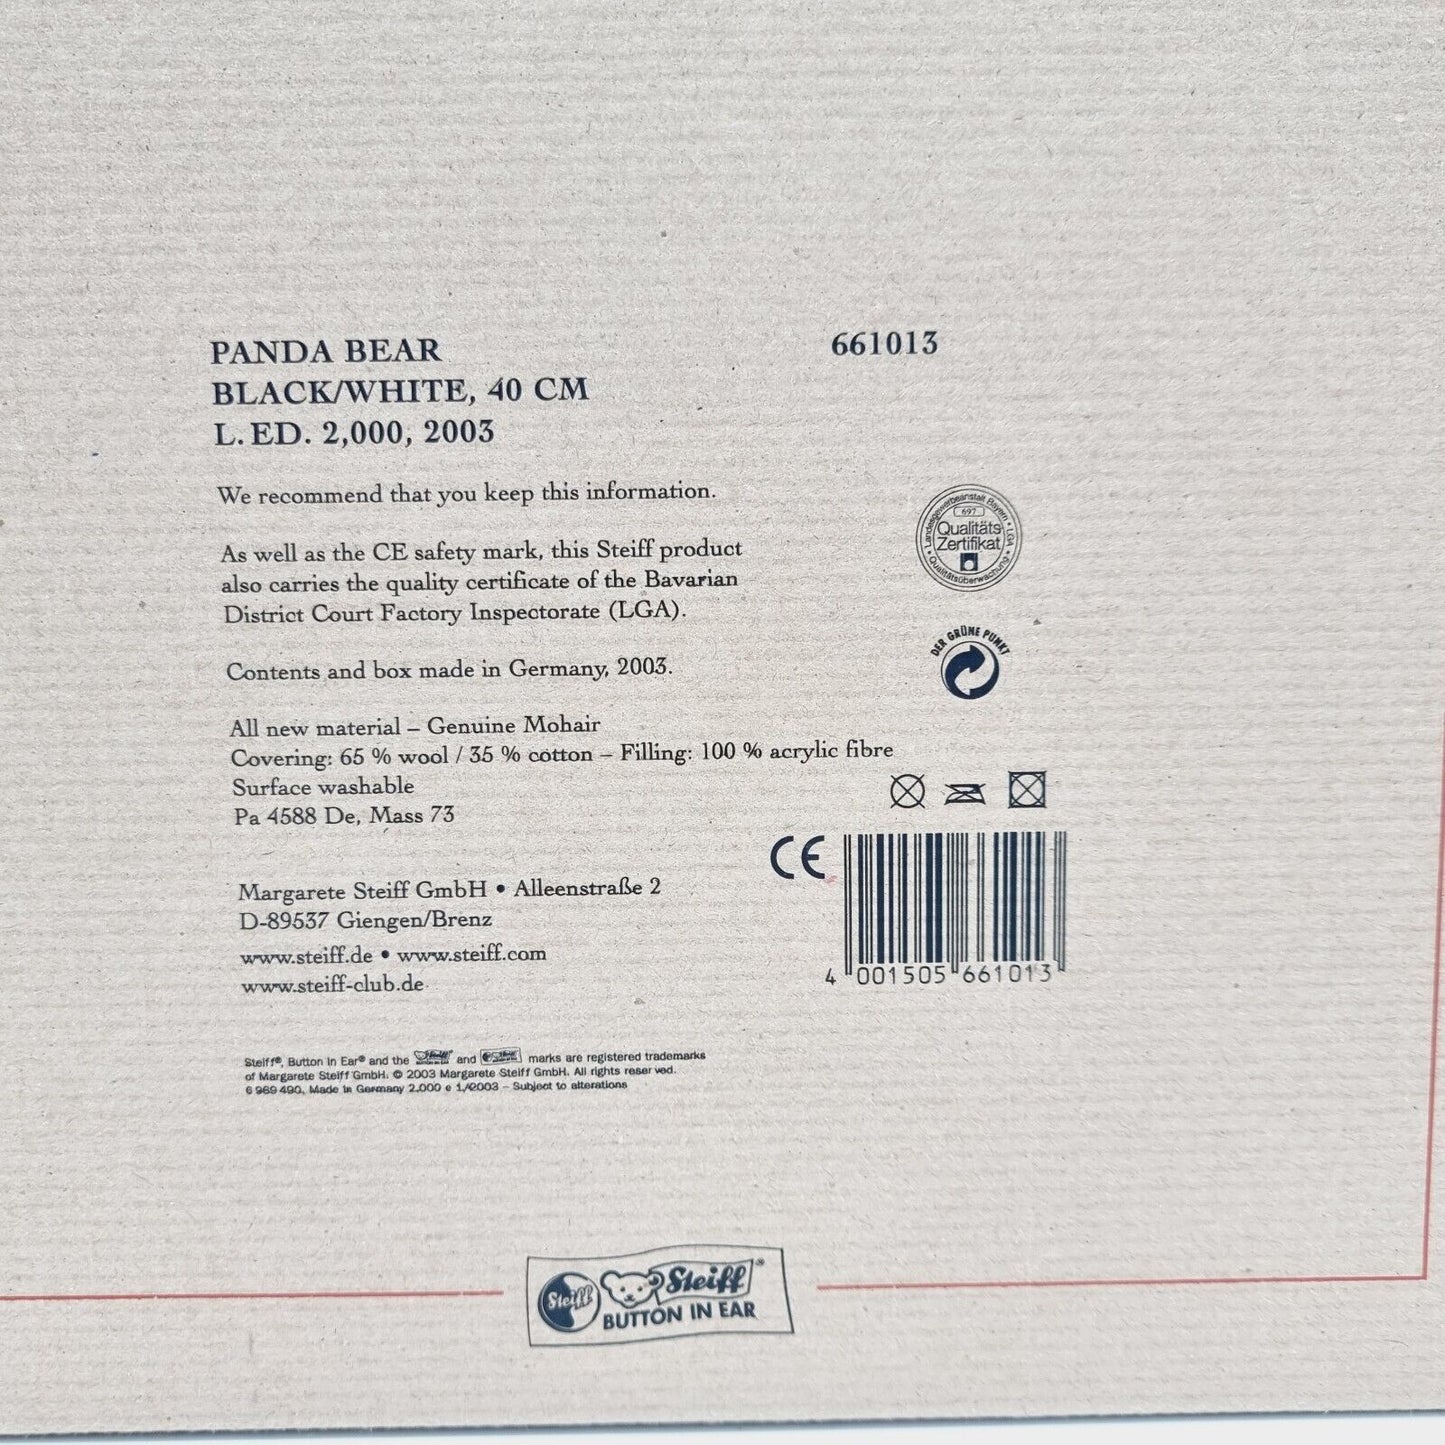 PANDA BEAR
BLACK/WHITE, 40 CM
L. ED. 2,000, 2003
661013
We recommend that you keep this information.
As well as the CE safety mark, this Steiff product
also carries the quality certificate of the Bavarian
District Court Factory Inspectorate (LGA).
Landesgewerbeanstalt Bayern • LGA •
697
Qualitäts
Zertifikat
Qualitätsüberwachung
DER GRÜNE PUNKT
Contents and box made in Germany, 2003.
All new material – Genuine Mohair
Covering: 65 % wool / 35 % cotton – Filling: 100 % acrylic fibre
Surface washable
Pa 4588 De, Mass 73
CE
Margarete Steiff GmbH • Alleenstraße 2
D-89537 Giengen/Brenz
www.steiff.de • www.steiff.com
www.steiff-club.de
4 001505 661013
Steiff®, Button in Ear® and the and marks are registered trademarks
of Margarete Steiff GmbH. © 2003 Margarete Steiff GmbH. All rights reserved.
6 969 490. Made in Germany 2.000 e 1/2003 – Subject to alterations
Steiff
Steiff®
BUTTON IN EAR